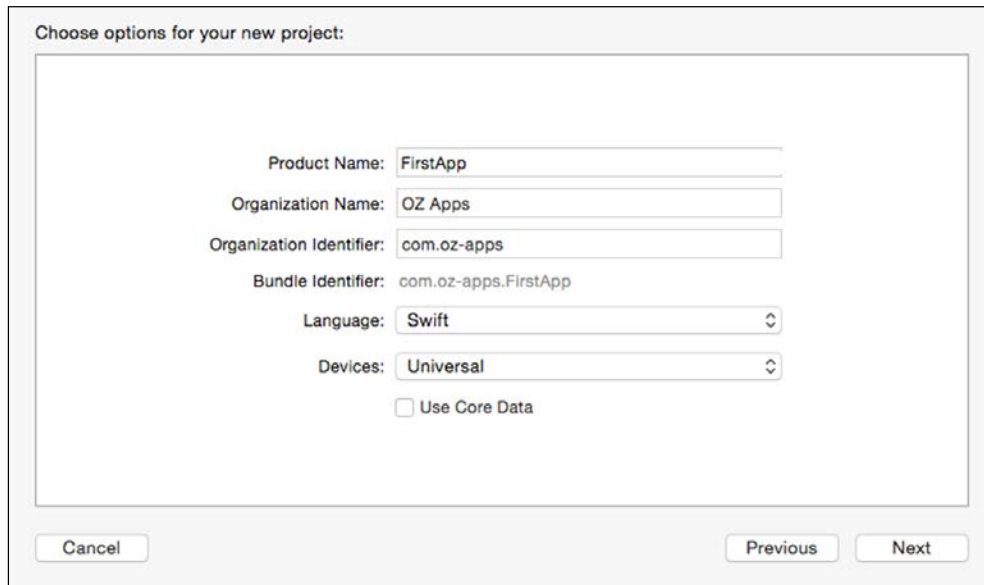 Choose options for your new project:
Product Name: FirstApp
Organization Name: OZ Apps
Organization Identifier: com.oz-apps
Bundle Identifier: com.oz-apps.FirstApp
Language: Swift
Devices: Universal
Use Core Data
Cancel Previous Next